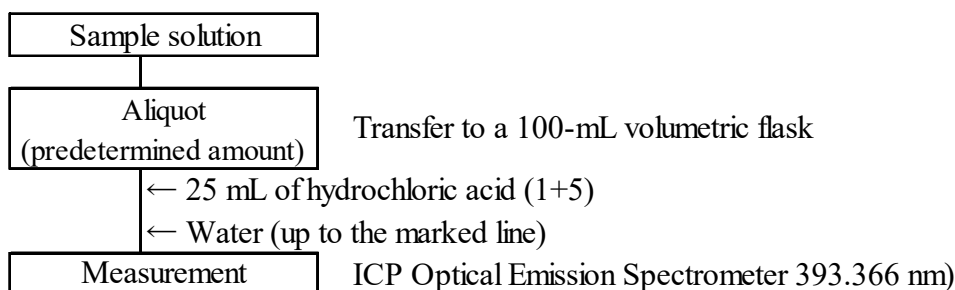 Sample solution
Aliquot
(predetermined amount)
Transfer to a 100-mL volumetric flask
← 25 mL of hydrochloric acid (1+5)
← Water (up to the marked line)
Measurement
ICP Optical Emission Spectrometer 393.366 nm)